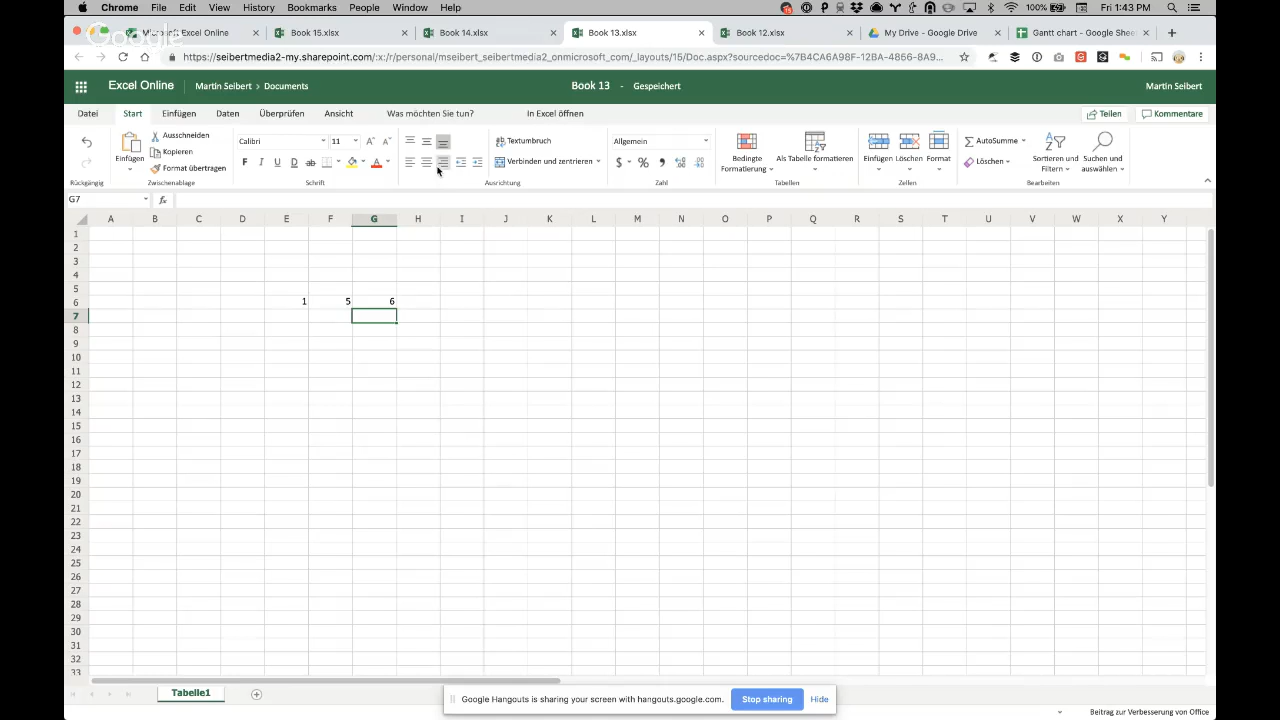 Chrome File Edit View History Bookmarks People Window Help 100% Fri 1:43 PM
Google
Microsoft Excel Online Book 15.xlsx Book 14.xlsx Book 13.xlsx Book 12.xlsx My Drive - Google Drive Gantt chart - Google Shee
https://seibertmedia2-my.sharepoint.com/:x:/r/personal/mseibert_seibertmedia2_onmicrosoft_com/_layouts/15/Doc.aspx?sourcedoc=%7B4CA6A98F-12BA-4866-8A9...
Excel Online Martin Seibert > Documents Book 13 - Gespeichert Martin Seibert
Datei Start Einfügen Daten Überprüfen Ansicht Was möchten Sie tun? In Excel öffnen Teilen Kommentare
Einfügen Ausschneiden Calibri 11 Textumbruch Allgemein AutoSumme
Kopieren
Format übertragen F K U D ab A Verbinden und zentrieren $ % Bedingte Formatierung Als Tabelle formatieren Einfügen Löschen Format Löschen Sortieren und Filtern Suchen und auswählen
Rückgängig Zwischenablage Schrift Ausrichtung Zahl Tabellen Zellen Bearbeiten
G7 fx
A B C D E F G H I J K L M N O P Q R S T U V W X Y
1
2
3
4
5
6 1 5 6
7
8
9
10
11
12
13
14
15
16
17
18
19
20
21
22
23
24
25
26
27
28
29
30
31
32
33
Tabelle1
Google Hangouts is sharing your screen with hangouts.google.com. Stop sharing Hide
Beitrag zur Verbesserung von Office